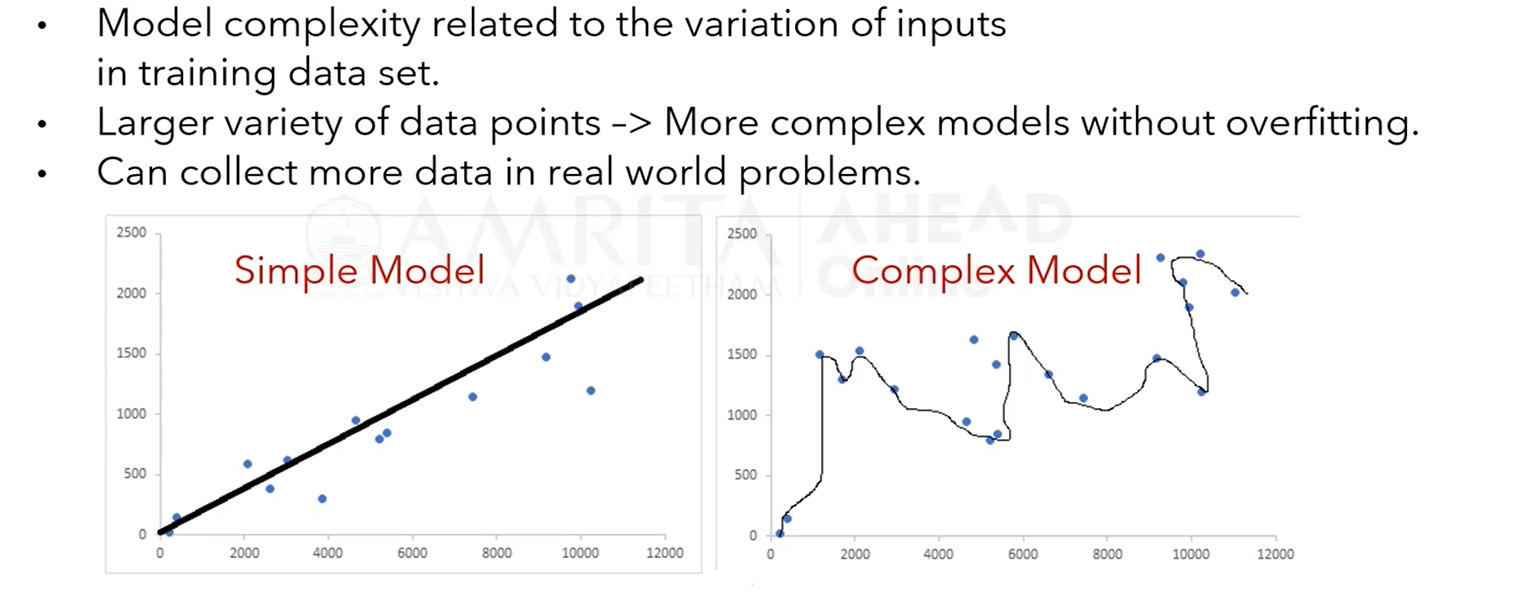 • Model complexity related to the variation of inputs
in training data set.
• Larger variety of data points -> More complex models without overfitting.
• Can collect more data in real world problems.
AMRITA AHEAD
VISHWA VIDYAPEETHAM Online
Simple Model
2500
2000
1500
1000
500
0
0 2000 4000 6000 8000 10000 12000
Complex Model
2500
2000
1500
1000
500
0
0 2000 4000 6000 8000 10000 12000